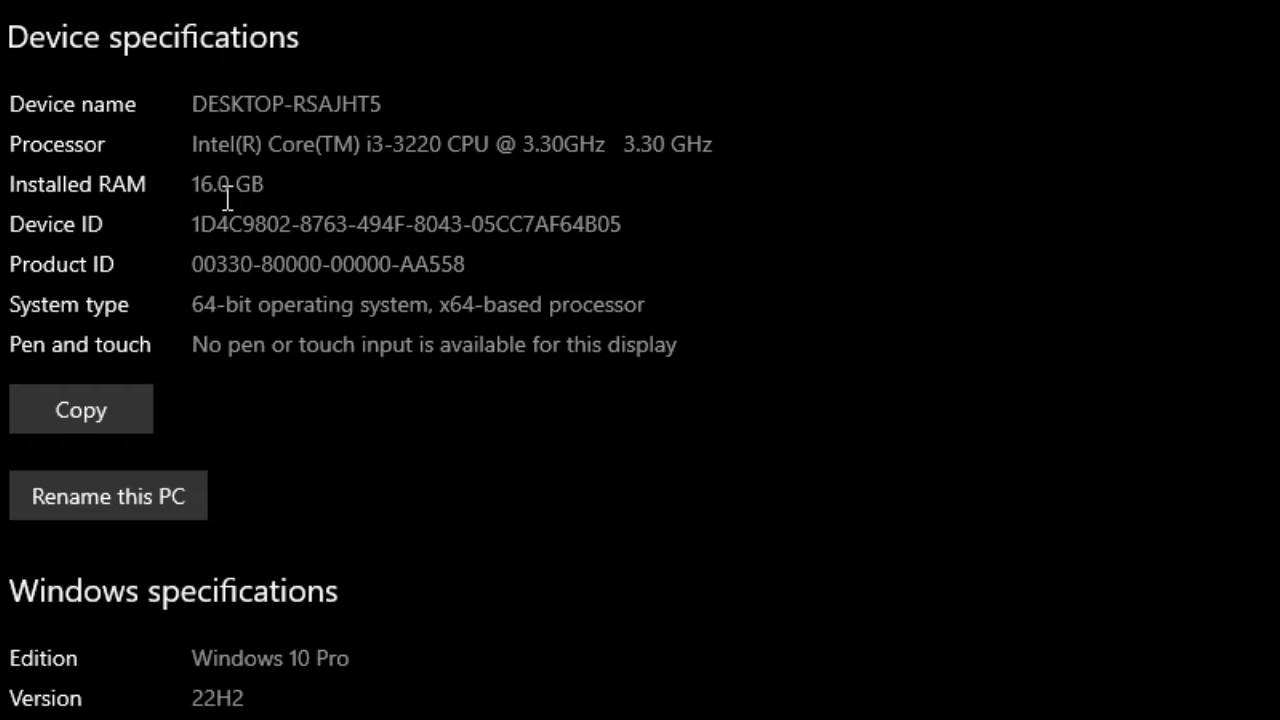 Device specifications
Device name DESKTOP-RSAJHT5
Processor Intel(R) Core(TM) i3-3220 CPU @ 3.30GHz 3.30 GHz
Installed RAM 16.0 GB
Device ID 1D4C9802-8763-494F-8043-05CC7AF64B05
Product ID 00330-80000-00000-AA558
System type 64-bit operating system, x64-based processor
Pen and touch No pen or touch input is available for this display
Copy
Rename this PC
Windows specifications
Edition Windows 10 Pro
Version 22H2